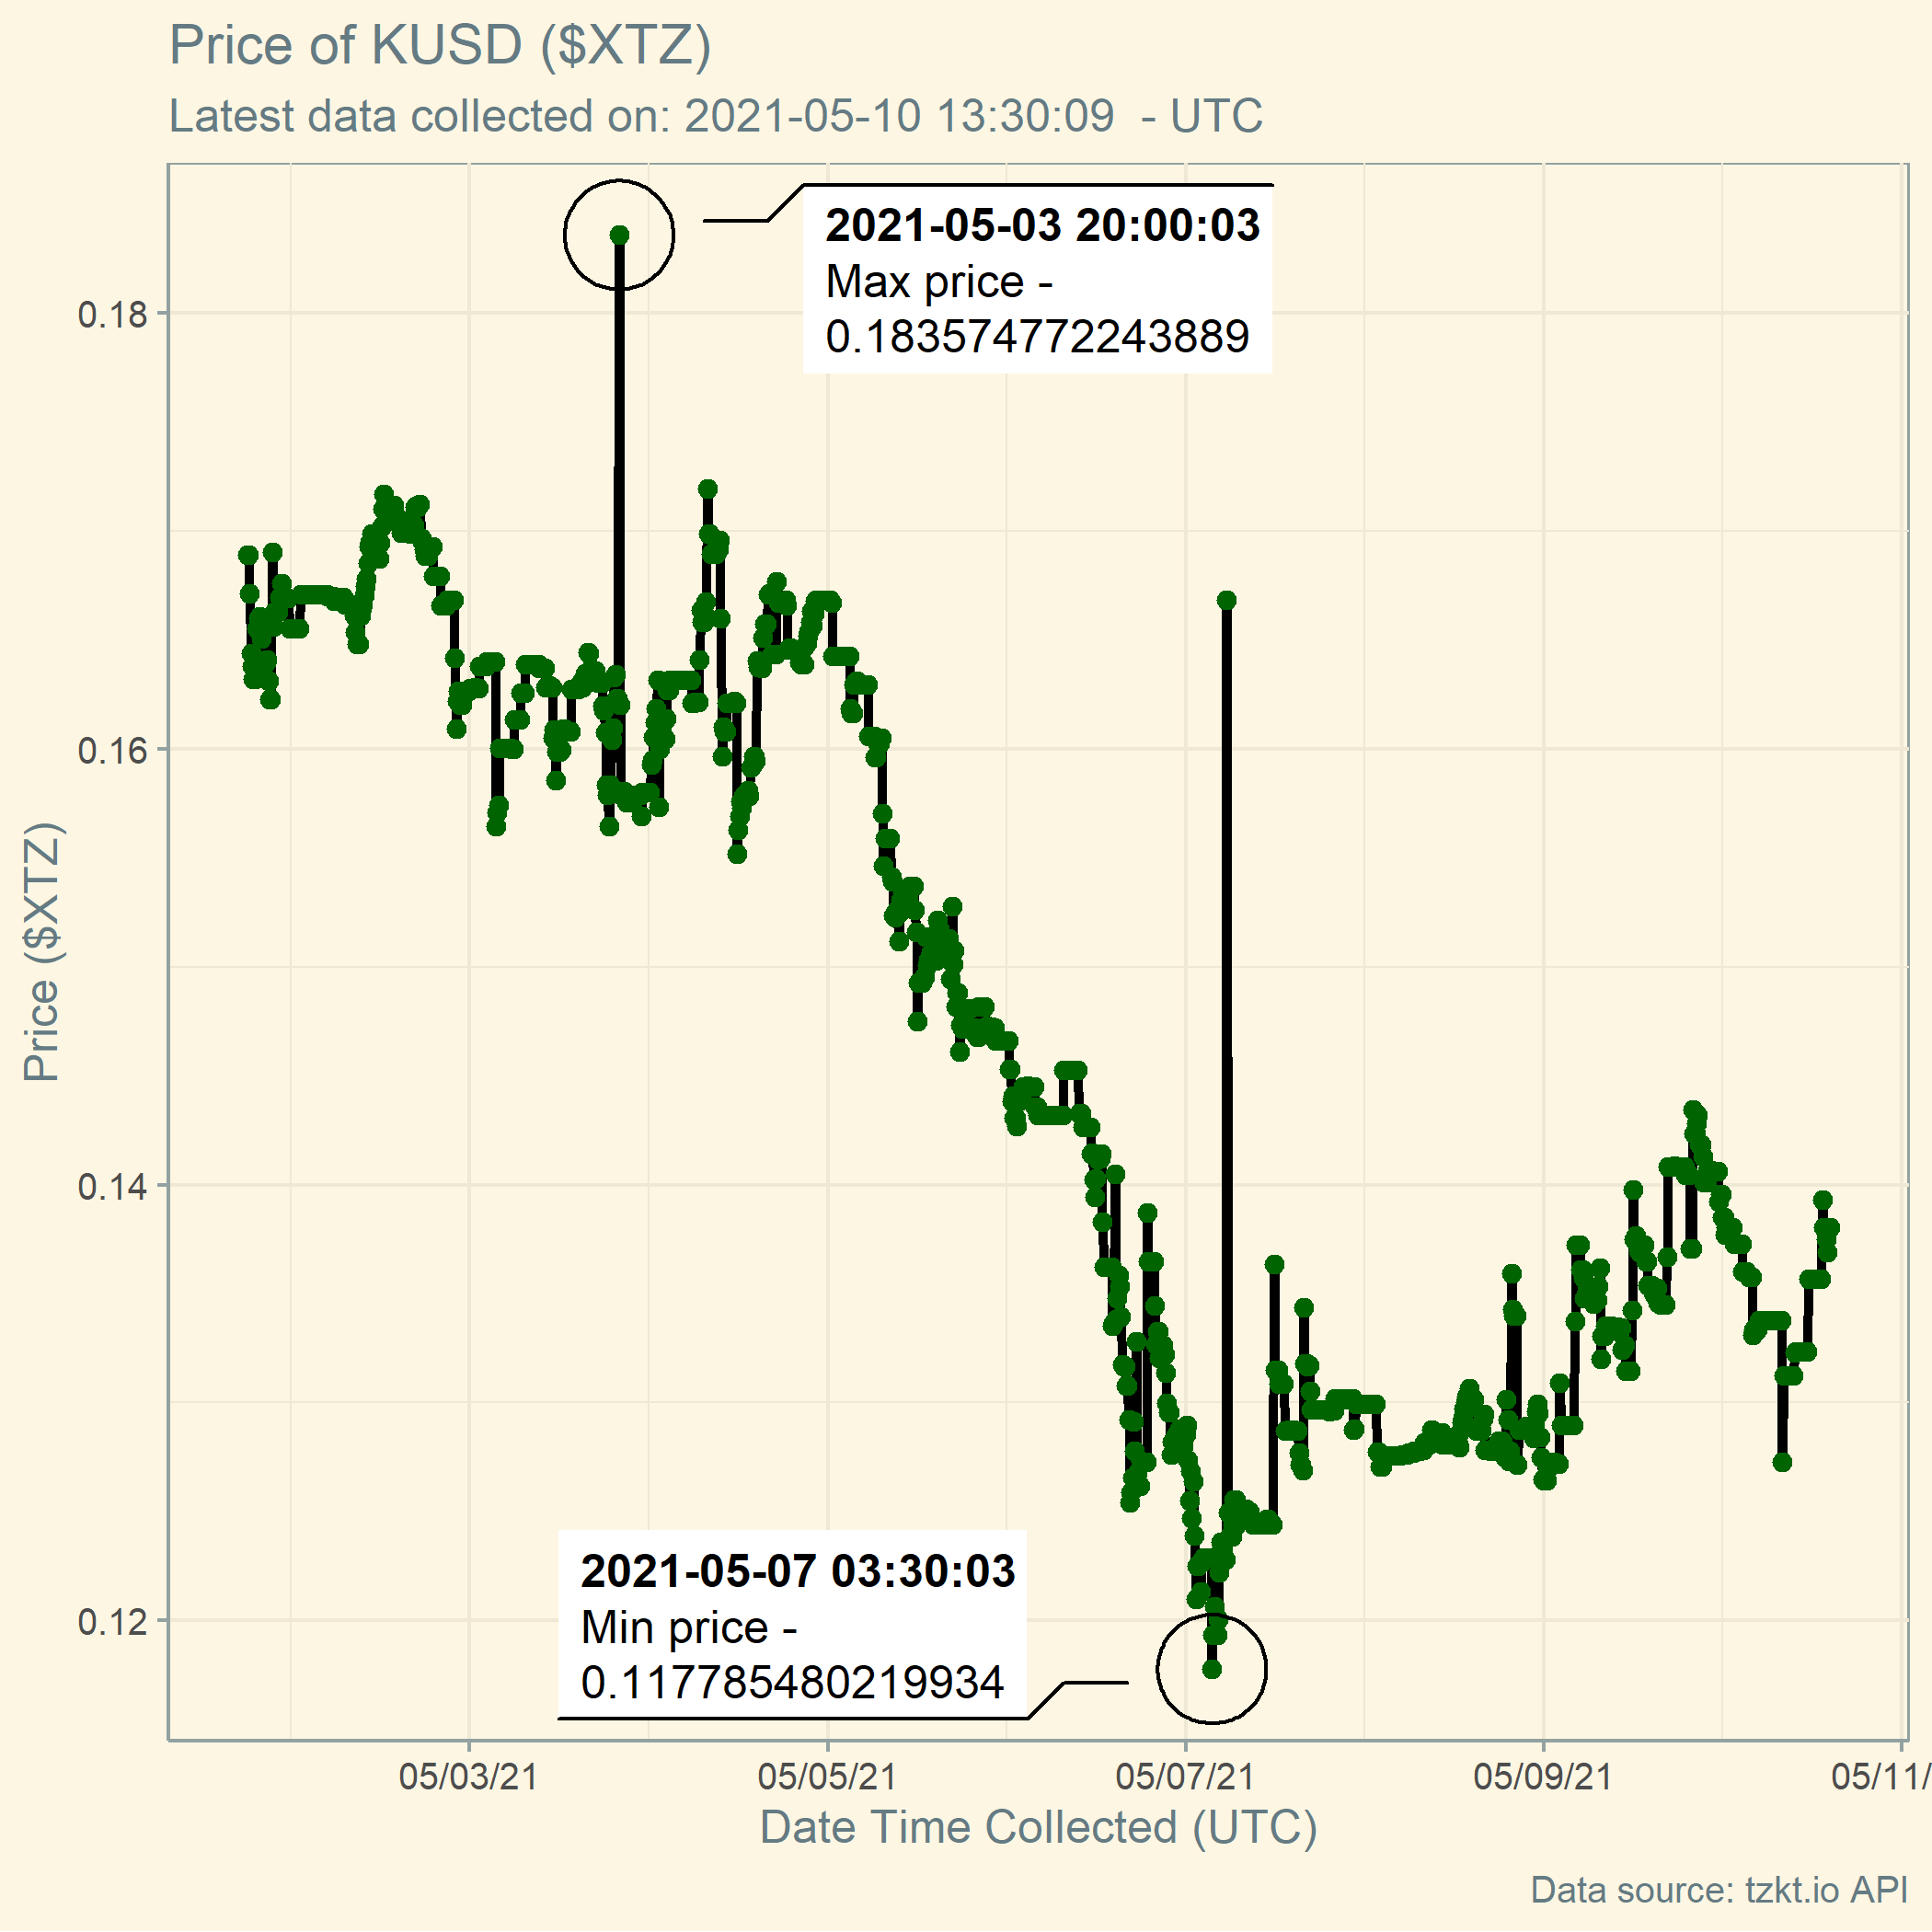 Price of KUSD ($XTZ)
Latest data collected on: 2021-05-10 13:30:09  - UTC
2021-05-03 20:00:03
Max price -
0.183574772243889
0.18
0.16
0.14
0.12
Price ($XTZ)
2021-05-07 03:30:03
Min price -
0.117785480219934
05/03/21
05/05/21
05/07/21
05/09/21
05/11/
Date Time Collected (UTC)
Data source: tzkt.io API